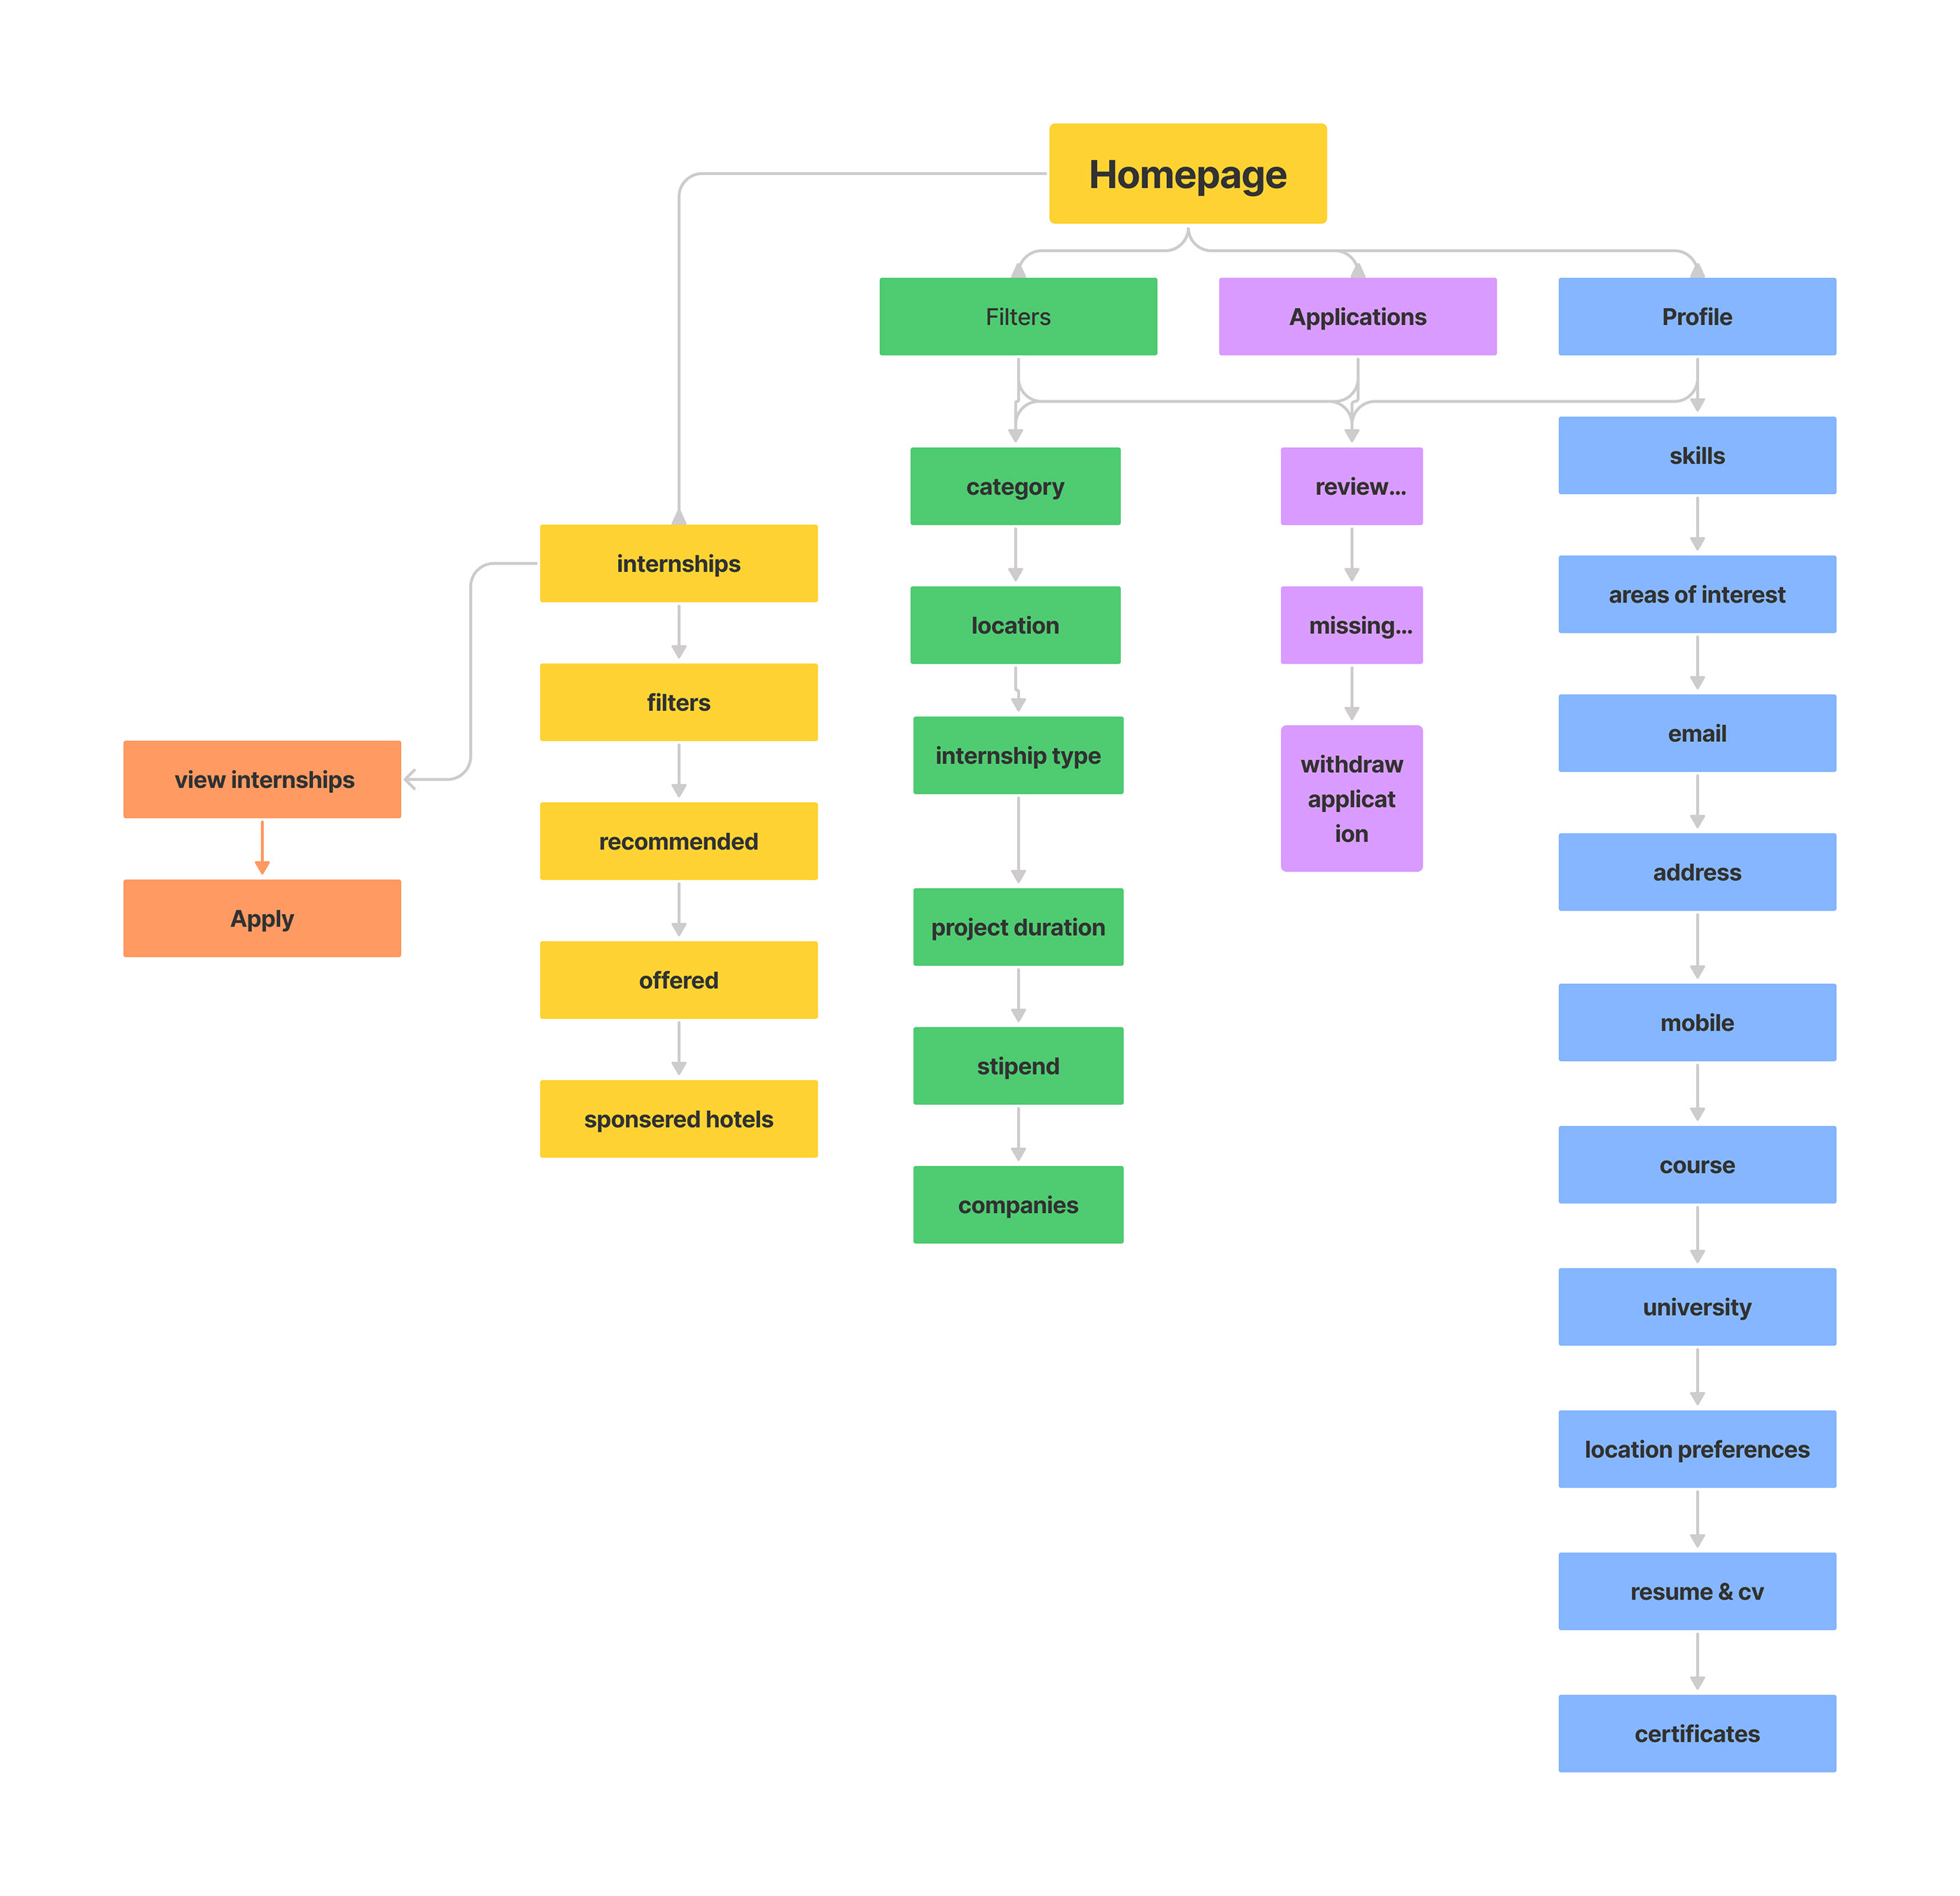 Homepage
Filters
Applications
Profile
internships
filters
recommended
offered
sponsered hotels
view internships
Apply
category
location
internship type
project duration
stipend
companies
review...
missing...
withdraw
applicat
ion
skills
areas of interest
email
address
mobile
course
university
location preferences
resume & cv
certificates